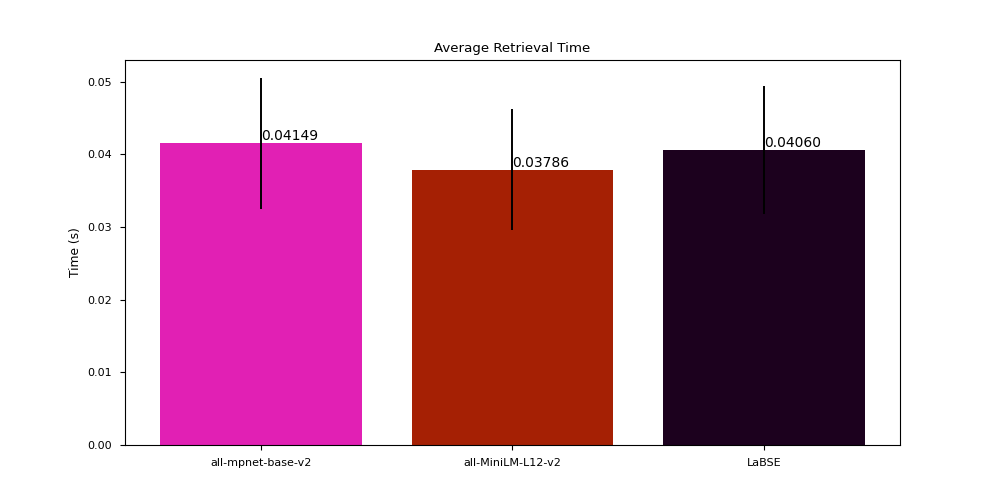 Average Retrieval Time
Time (s)
0.05
0.04
0.03
0.02
0.01
0.00
0.04149
0.03786
0.04060
all-mpnet-base-v2
all-MiniLM-L12-v2
LaBSE